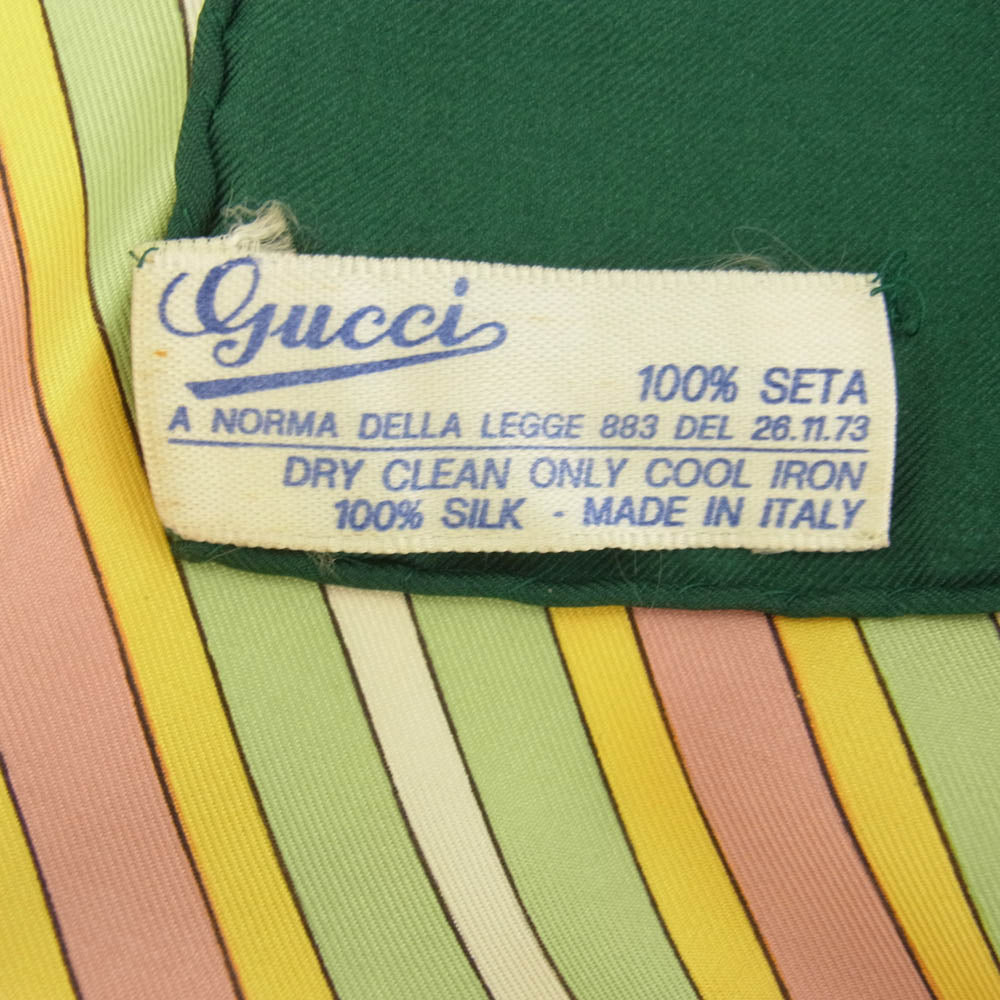 Gucci
100% SETA
A NORMA DELLA LEGGE 883 DEL 26.11.73
DRY CLEAN ONLY COOL IRON
100% SILK - MADE IN ITALY